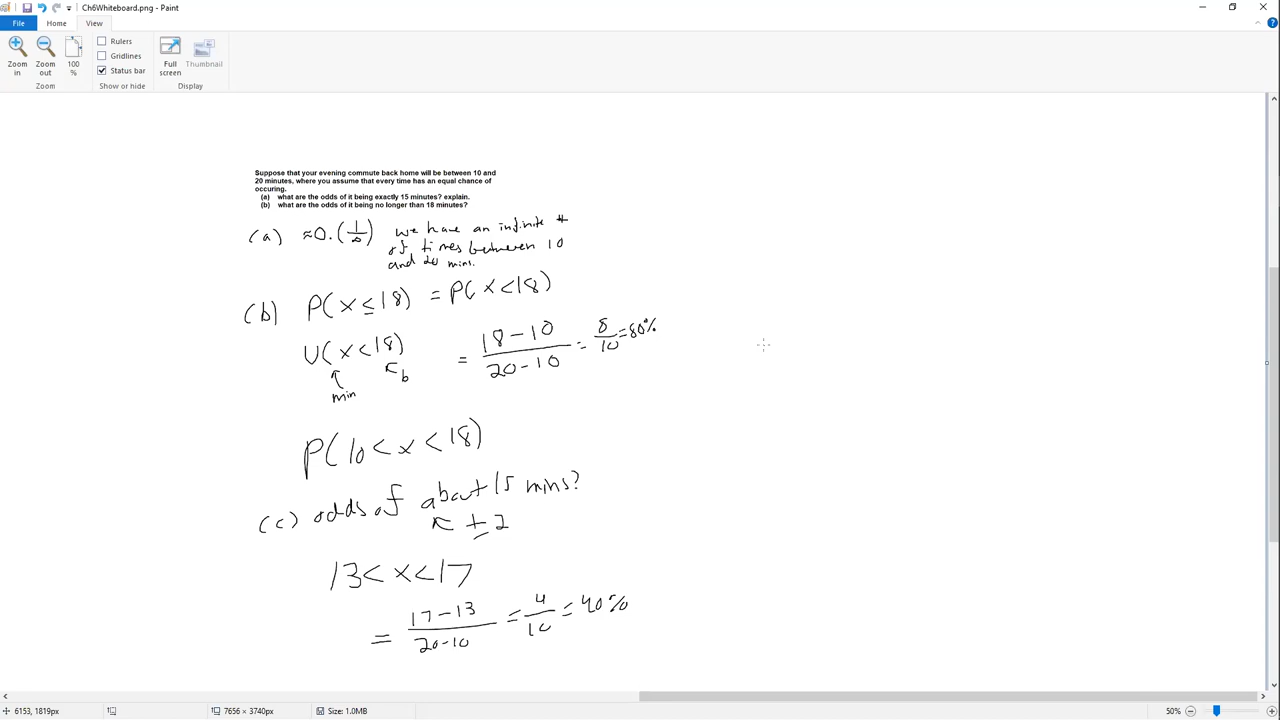 Ch6Whiteboard.png - Paint
File Home View
Zoom in
Zoom out
100 %
Rulers
Gridlines
Status bar
Full screen
Thumbnail
Zoom
Show or hide
Display
Suppose that your evening commute back home will be between 10 and
20 minutes, where you assume that every time has an equal chance of
occuring.
(a) what are the odds of it being exactly 15 minutes? explain.
(b) what are the odds of it being no longer than 18 minutes?
(a) ≈0. (1/∞) we have an infinite #
of times between 10
and 20 mins.
(b) P(x≤18) = P(x<18)
U(x<18) = 18-10/20-10 = 8/10 = 80%
↑ ↖b
min
P(10<x<18)
(c) odds of about 15 mins?
↖ ±2
13<x<17
= 17-13/20-10 = 4/10 = 40%
6153, 1819px
7656 × 3740px
Size: 1.0MB
50%